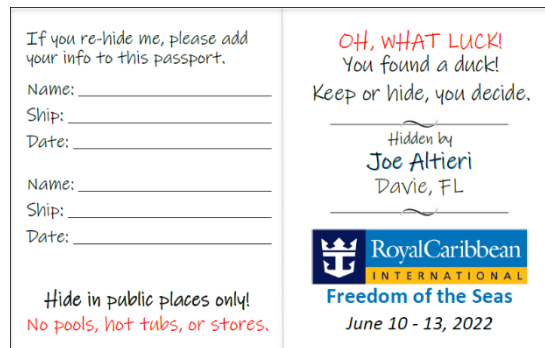 If you re-hide me, please add
your info to this passport.
Name:
Ship:
Date:
Name:
Ship:
Date:
Hide in public places only!
No pools, hot tubs, or stores.
OH, WHAT LUCK!
You found a duck!
Keep or hide, you decide.
Hidden by
Joe Altieri
Davie, FL
RoyalCaribbean
INTERNATIONAL
Freedom of the Seas
June 10 - 13, 2022